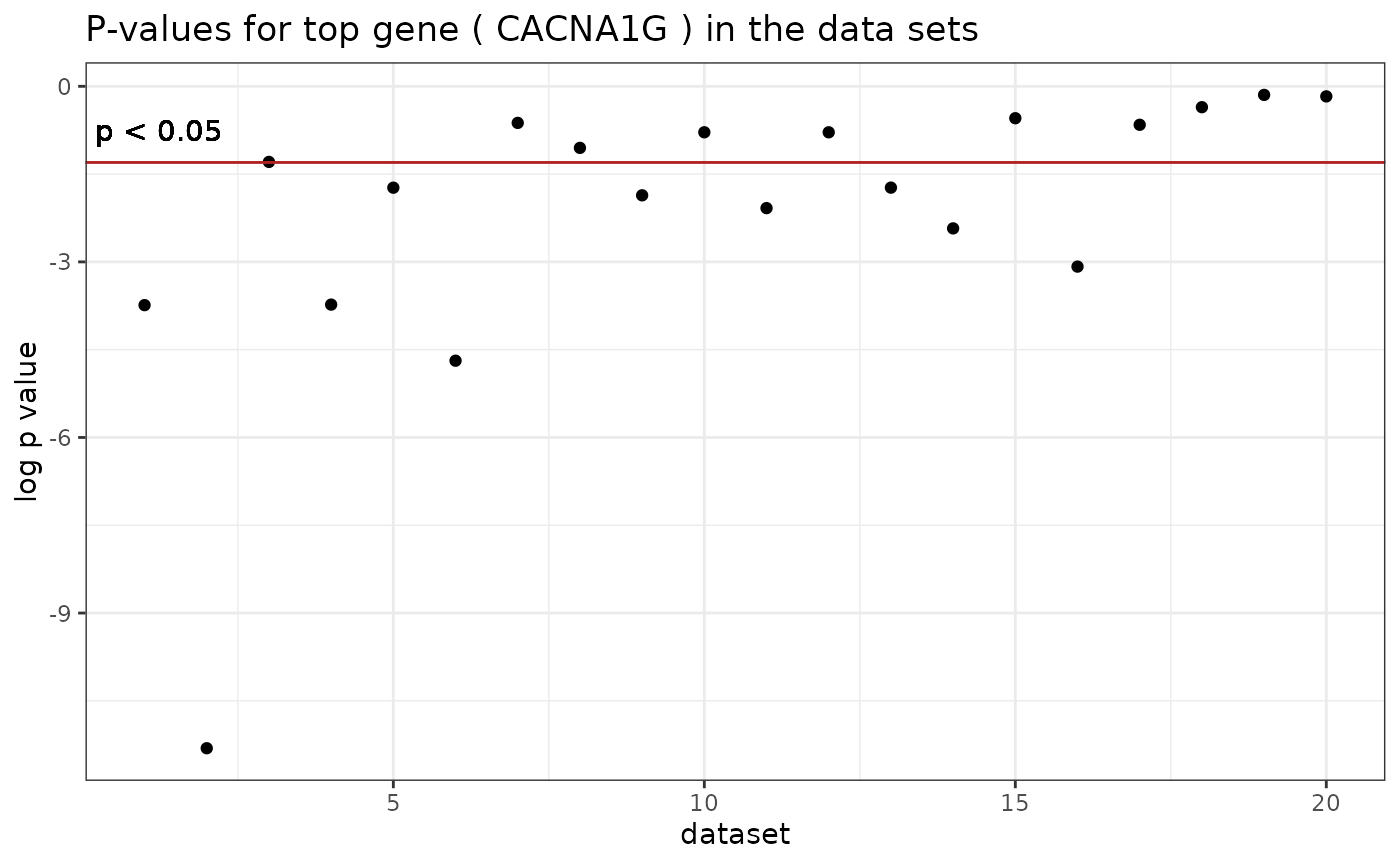 P-values for top gene ( CACNA1G ) in the data sets
0
p < 0.05
-3
-6
-9
log p value
5
10
15
20
dataset